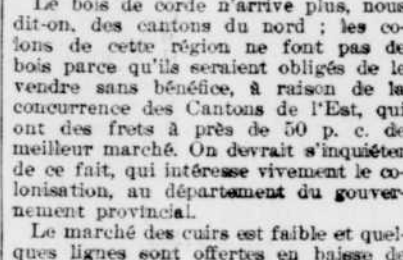 Le bois de corde n'arrive plus, nous
dit-on, des cantons du nord ; les co-
lons de cette région ne font pas de
bois parce qu'ils seraient obligés de le
vendre sans bénéfice, à raison de la
concurrence des Cantons de l'Est, qui
ont des frets à près de 50 p. c. de
meilleur marché. On devrait s'inquiéter
de ce fait, qui intéresse vivement le co-
lonisation, au département du gouver-
nement provincial.
Le marché des cuirs est faible et quel-
ques lignes sont offertes en baisse de